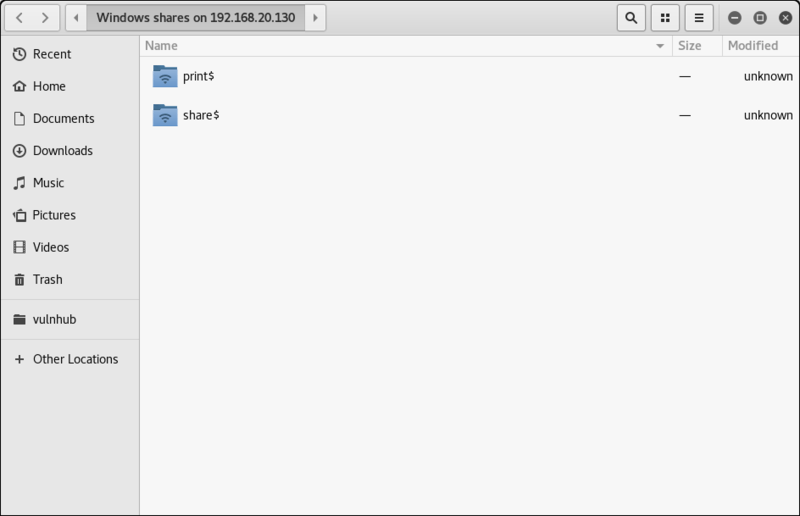 Windows shares on 192.168.20.130
Name Size Modified
Recent
Home
Documents
Downloads
Music
Pictures
Videos
Trash
vulnhub
Other Locations
print$ — unknown
share$ — unknown